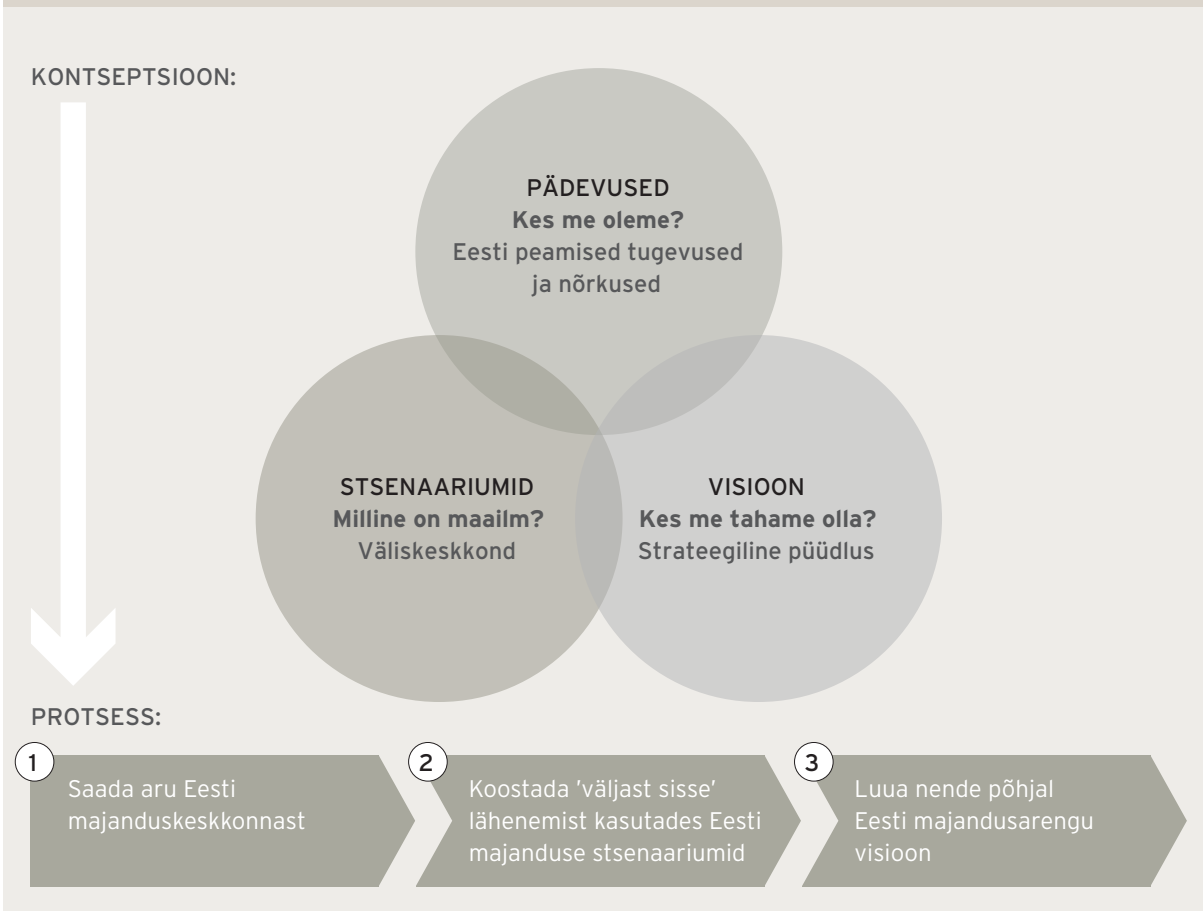 KONTSEPTSIOON:
PÄDEVUSED
Kes me oleme?
Eesti peamised tugevused
ja nõrkused
STSENAARIUMID
Milline on maailm?
Väliskeskkond
VISIOON
Kes me tahame olla?
Strateegiline püüdlus
PROTSESS:
1
Saada aru Eesti
majanduskeskkonnast
2
Koostada ’väljast sisse’
lähenemist kasutades Eesti
majanduse stsenaariumid
3
Luua nende põhjal
Eesti majandusarengu
visioon